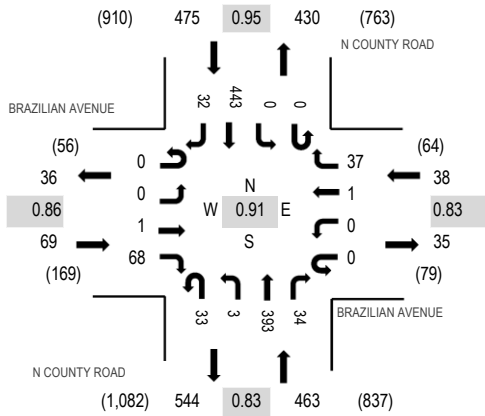 (910) 475 0.95 430 (763)
N COUNTY ROAD
BRAZILIAN AVENUE
32 443 0 0
(56)
(64)
36 0 37 38
0 N 1
0.86 W 0.91 E 0.83
69 1 S 0 35
68 0
(169)
(79)
33 3 393 34
BRAZILIAN AVENUE
N COUNTY ROAD
(1,082) 544 0.83 463 (837)